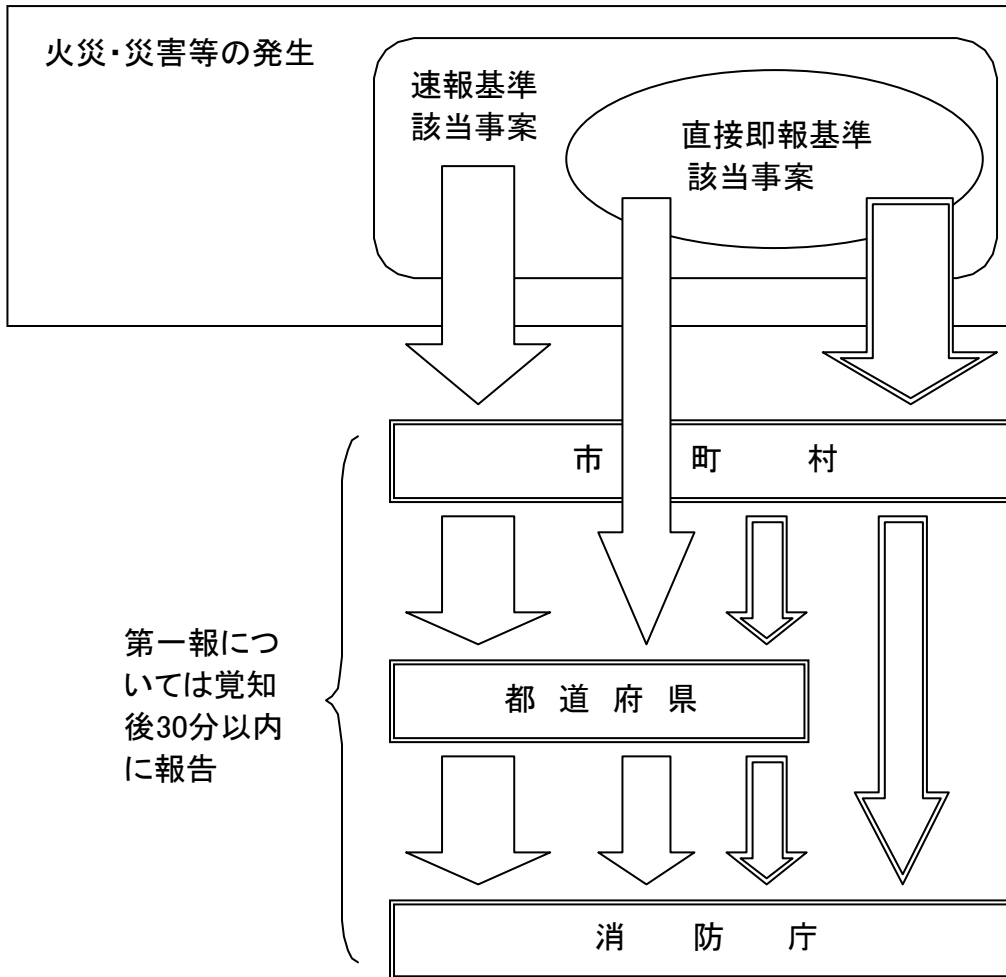 火災・災害等の発生
速報基準
該当事案
直接即報基準
該当事案
市町村
第一報につ
いては覚知
後30分以内
に報告
都道府県
消防庁